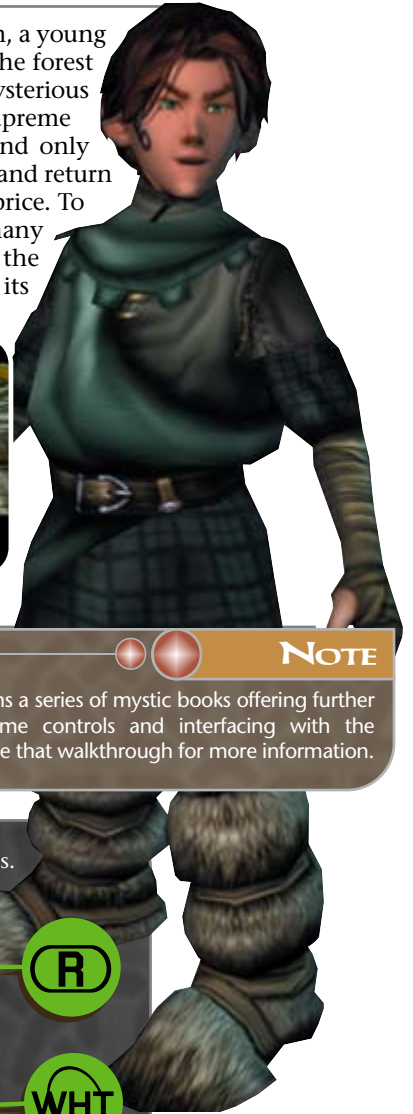 , a young
he forest
ysterious
preme
nd only
and return
price. To
any
the
its
NOTE
ns a series of mystic books offering further
me controls and interfacing with the
e that walkthrough for more information.
s.
R
WHT